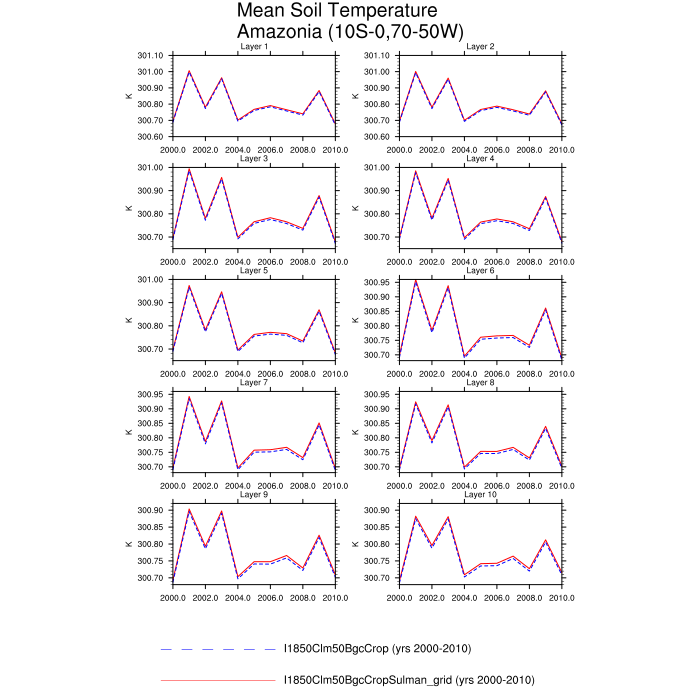 Mean Soil Temperature
Amazonia (10S-0,70-50W)
Layer 1
Layer 2
301.10
301.00
300.90
300.80
300.70
300.60
K
2000.0 2002.0 2004.0 2006.0 2008.0 2010.0
301.10
301.00
300.90
300.80
300.70
300.60
K
2000.0 2002.0 2004.0 2006.0 2008.0 2010.0
Layer 3
Layer 4
301.00
300.90
300.80
300.70
K
2000.0 2002.0 2004.0 2006.0 2008.0 2010.0
301.00
300.90
300.80
300.70
K
2000.0 2002.0 2004.0 2006.0 2008.0 2010.0
Layer 5
Layer 6
301.00
300.90
300.80
300.70
K
2000.0 2002.0 2004.0 2006.0 2008.0 2010.0
300.95
300.90
300.85
300.80
300.75
300.70
K
2000.0 2002.0 2004.0 2006.0 2008.0 2010.0
Layer 7
Layer 8
300.95
300.90
300.85
300.80
300.75
300.70
K
2000.0 2002.0 2004.0 2006.0 2008.0 2010.0
300.95
300.90
300.85
300.80
300.75
300.70
K
2000.0 2002.0 2004.0 2006.0 2008.0 2010.0
Layer 9
Layer 10
300.90
300.85
300.80
300.75
300.70
K
2000.0 2002.0 2004.0 2006.0 2008.0 2010.0
300.90
300.85
300.80
300.75
300.70
K
2000.0 2002.0 2004.0 2006.0 2008.0 2010.0
I1850Clm50BgcCrop (yrs 2000-2010)
I1850Clm50BgcCropSulman_grid (yrs 2000-2010)